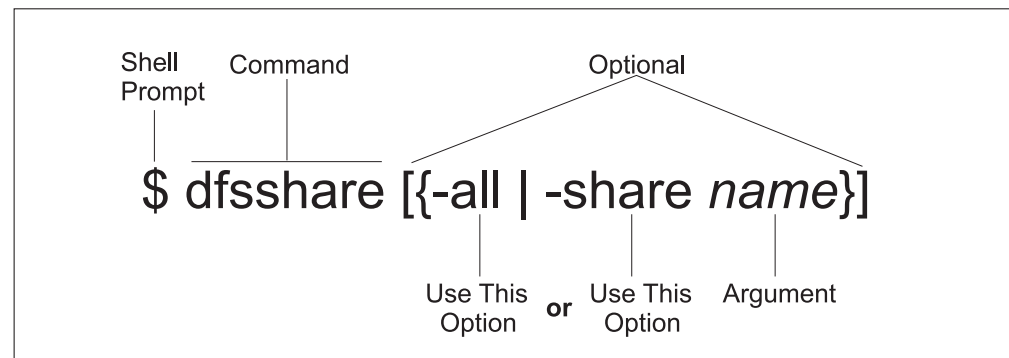 Shell
Prompt
Command
Optional
$ dfsshare [{-all | -share name}]
Use This
Option
or
Use This
Option
Argument